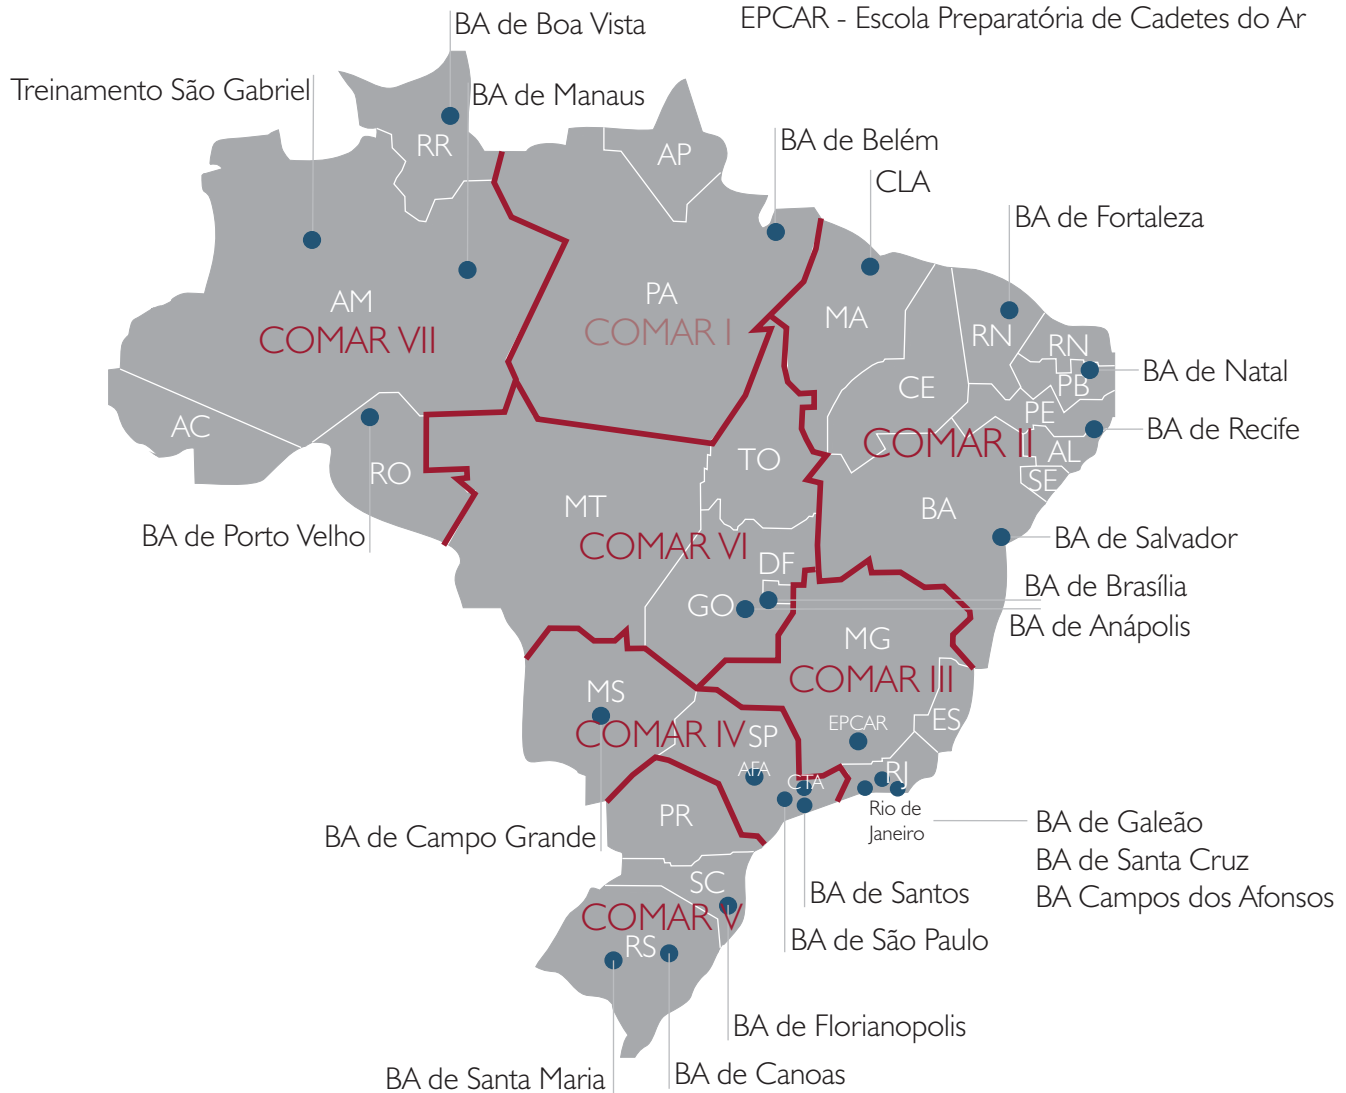 EPCAR - Escola Preparatória de Cadetes do Ar
BA de Boa Vista
Treinamento São Gabriel
BA de Manaus
BA de Belém
CLA
BA de Fortaleza
RR
AP
AM
COMAR VII
PA
COMAR I
MA
RN
RN
PB
BA de Natal
CE
PE
BA de Recife
AC
COMAR II
AL
RO
TO
SE
MT
BA
BA de Porto Velho
COMAR VI
BA de Salvador
DF
BA de Brasília
GO
BA de Anápolis
MG
COMAR III
MS
COMAR IV
SP
EPCAR
ES
AFA
CTA
RJ
Rio de
Janeiro
PR
BA de Campo Grande
BA de Galeão
BA de Santa Cruz
BA Campos dos Afonsos
SC
BA de Santos
COMAR V
RS
BA de São Paulo
BA de Florianopolis
BA de Santa Maria
BA de Canoas